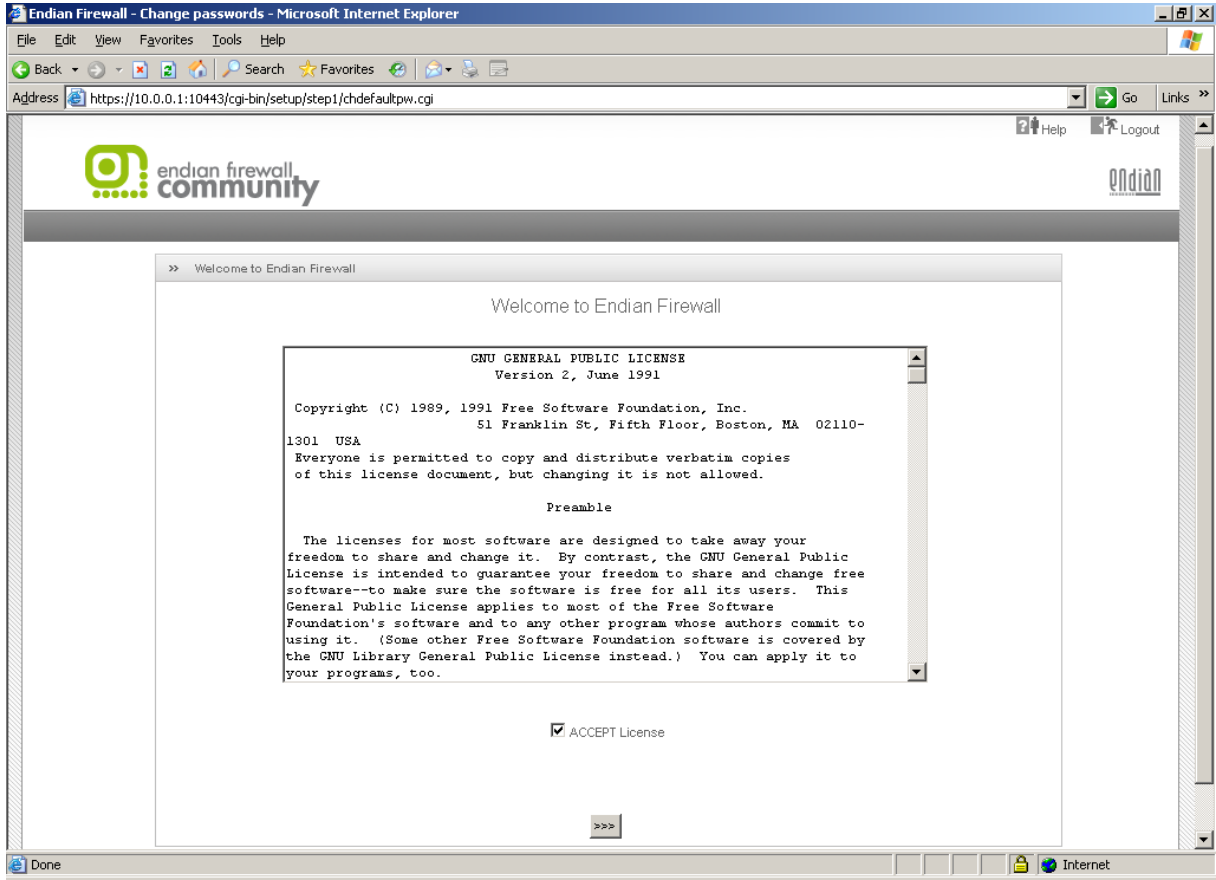 Endian Firewall - Change passwords - Microsoft Internet Explorer
File Edit View Favorites Tools Help
Back Search Favorites
Address https://10.0.0.1:10443/cgi-bin/setup/step1/chdefaultpw.cgi Go Links »
Help Logout
endian firewall
community
endian
»» Welcome to Endian Firewall
Welcome to Endian Firewall
GNU GENERAL PUBLIC LICENSE
Version 2, June 1991
Copyright (C) 1989, 1991 Free Software Foundation, Inc.
51 Franklin St, Fifth Floor, Boston, MA 02110-
1301 USA
Everyone is permitted to copy and distribute verbatim copies
of this license document, but changing it is not allowed.
Preamble
The licenses for most software are designed to take away your
freedom to share and change it. By contrast, the GNU General Public
License is intended to guarantee your freedom to share and change free
software--to make sure the software is free for all its users. This
General Public License applies to most of the Free Software
Foundation's software and to any other program whose authors commit to
using it. (Some other Free Software Foundation software is covered by
the GNU Library General Public License instead.) You can apply it to
your programs, too.
ACCEPT License
>>>
Done Internet